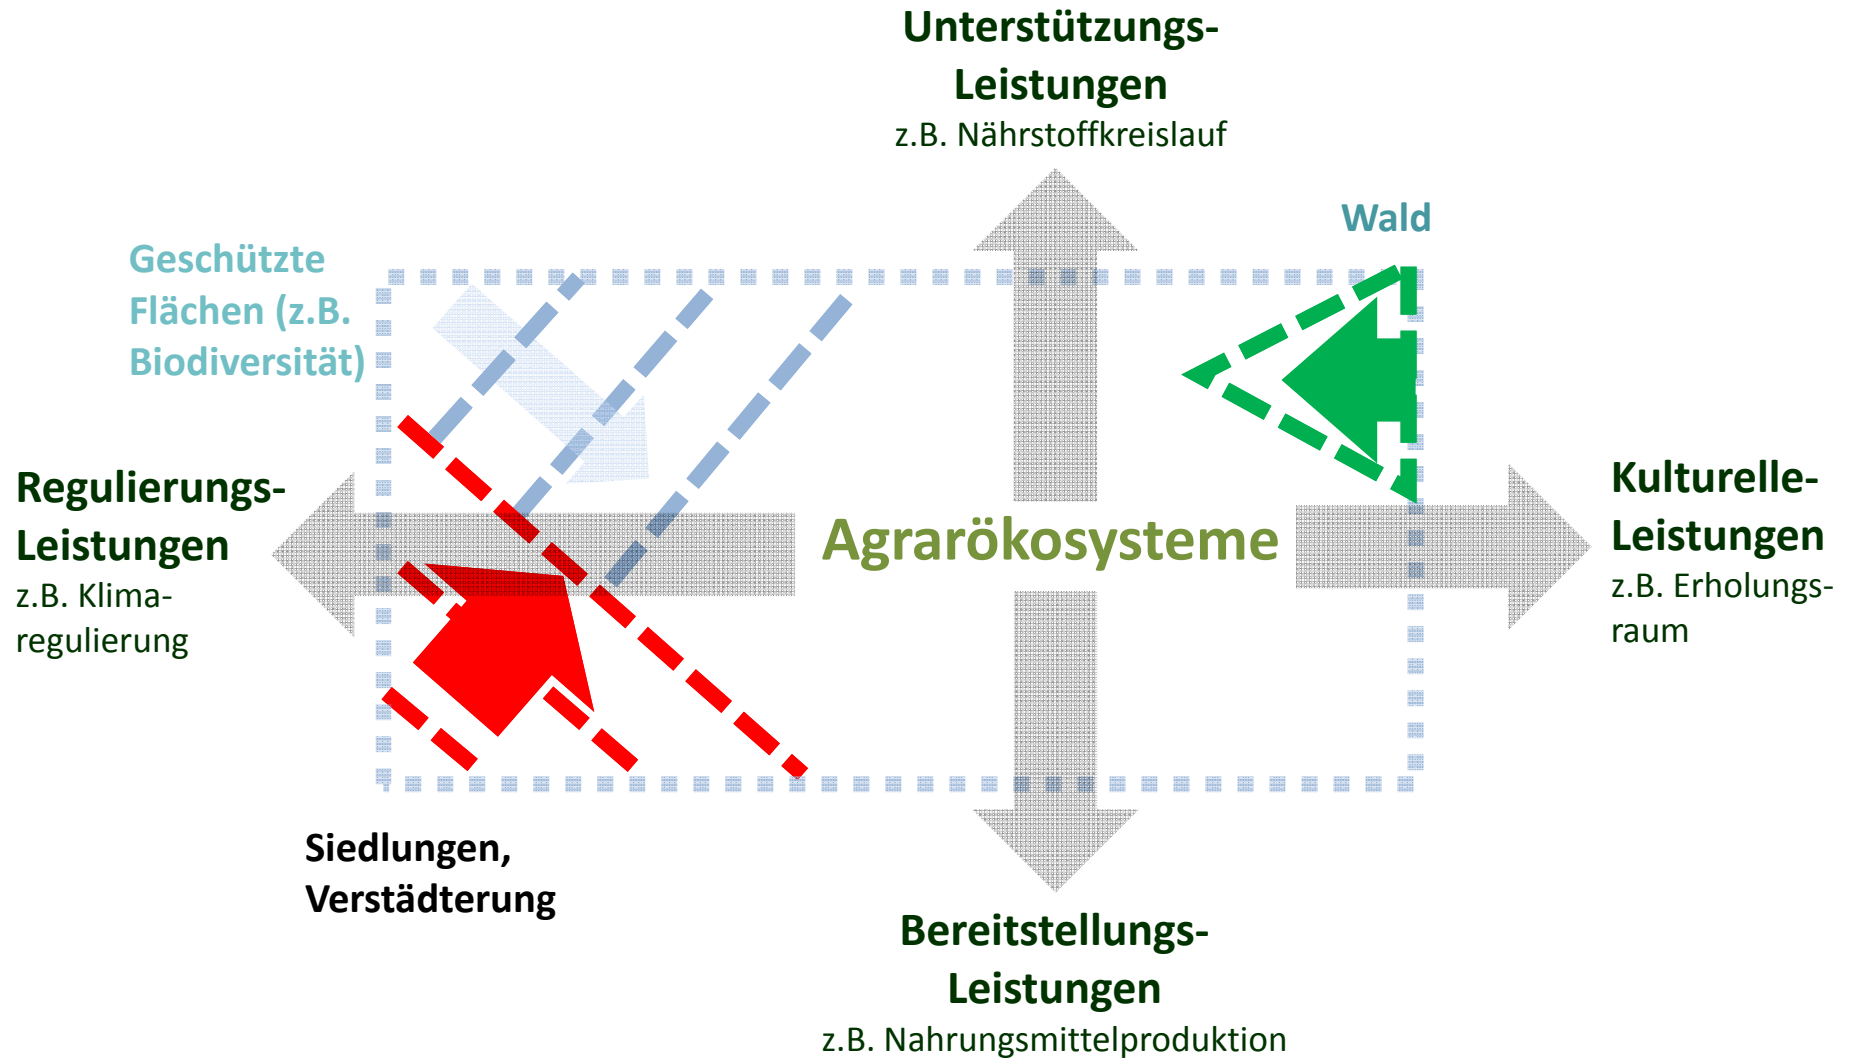 Unterstützungs-
Leistungen
z.B. Nährstoffkreislauf
Wald
Geschützte
Flächen (z.B.
Biodiversität)
Regulierungs-
Leistungen
z.B. Klima-
regulierung
Agrarökosysteme
Kulturelle-
Leistungen
z.B. Erholungs-
raum
Siedlungen,
Verstädterung
Bereitstellungs-
Leistungen
z.B. Nahrungsmittelproduktion